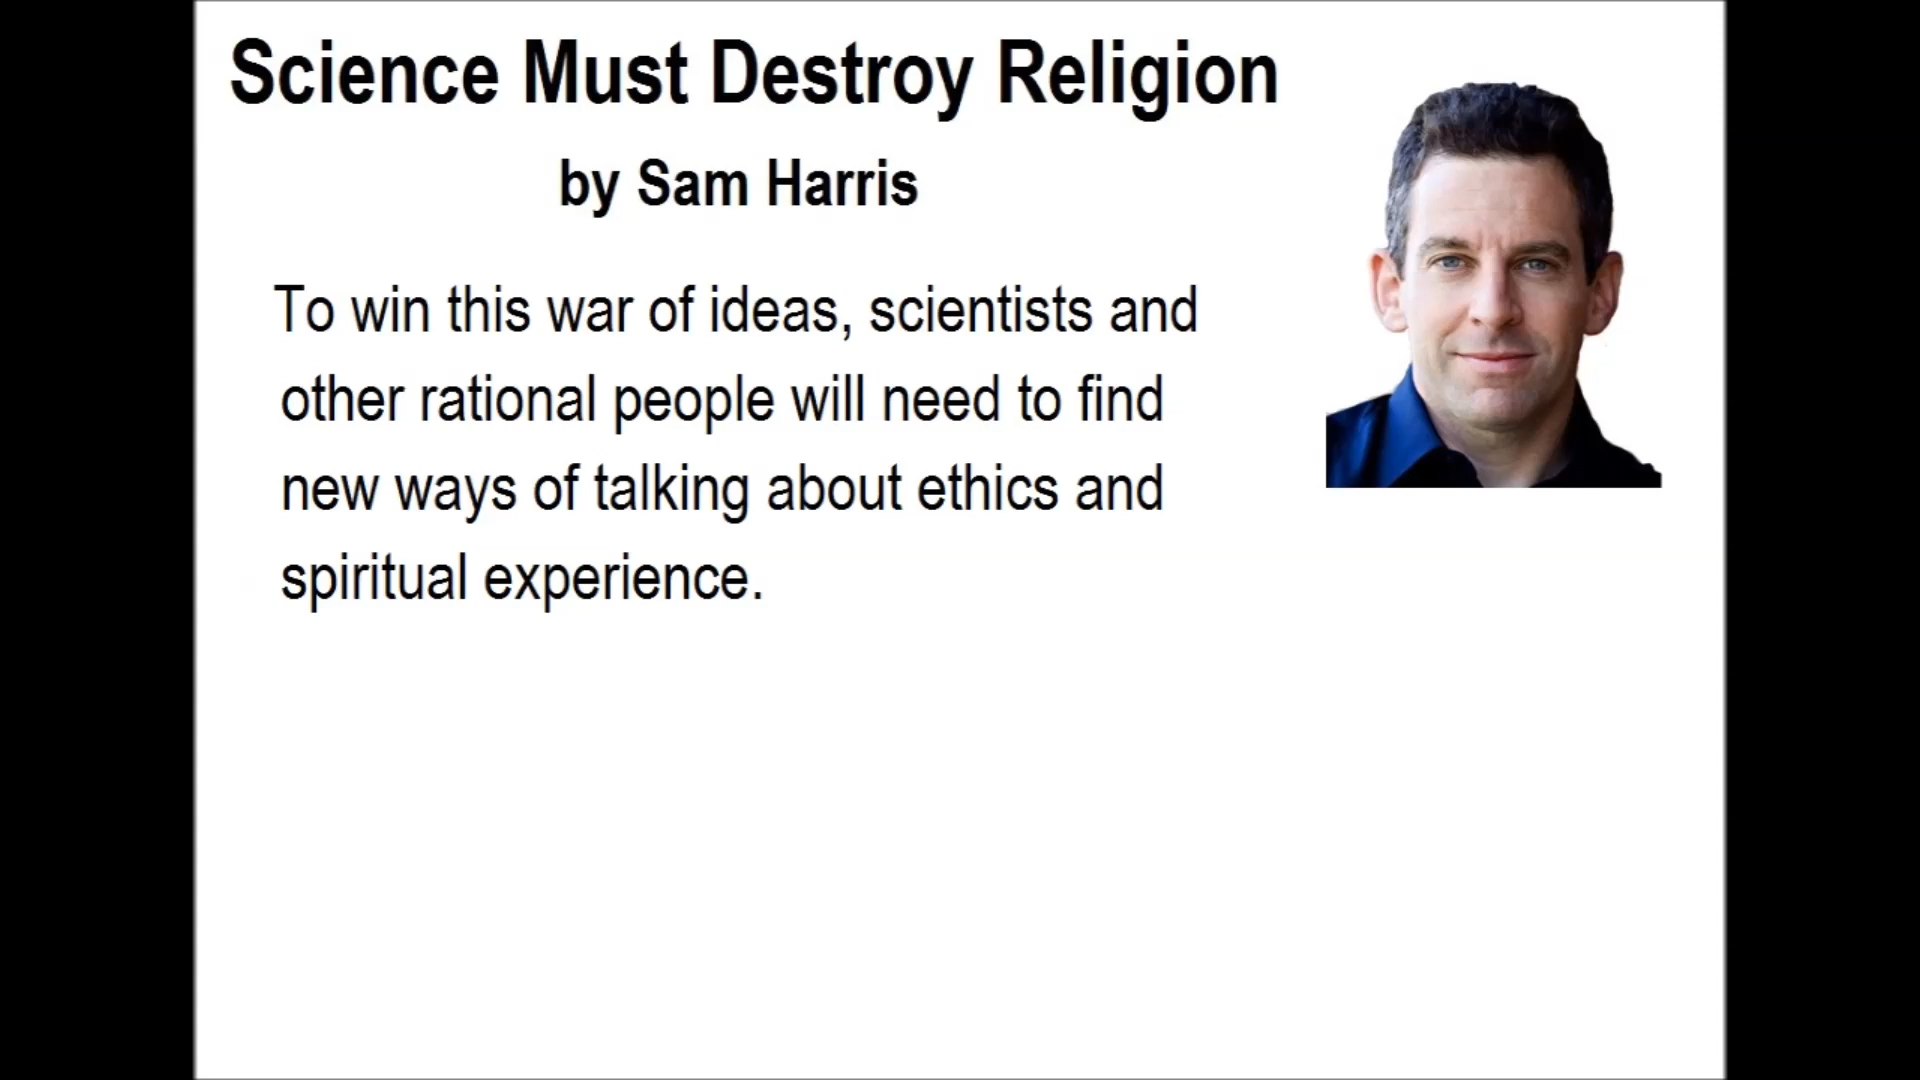 Science Must Destroy Religion
by Sam Harris
To win this war of ideas, scientists and
other rational people will need to find
new ways of talking about ethics and
spiritual experience.